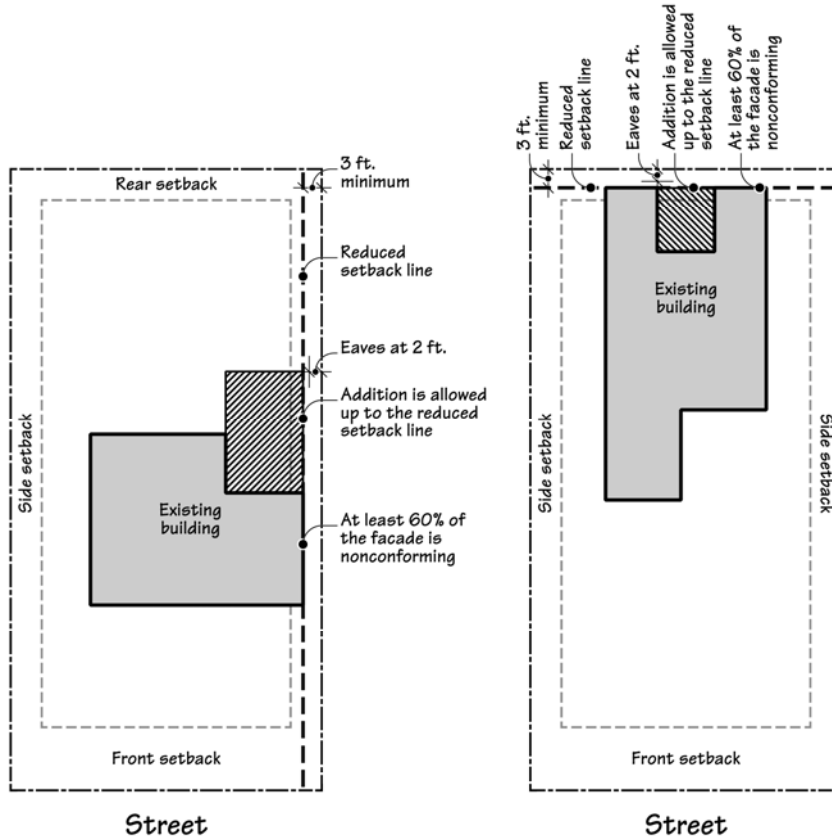 Rear setback
3 ft.
minimum
Reduced
setback line
Eaves at 2 ft.
Addition is allowed
up to the reduced
setback line
Side setback
Existing
building
At least 60% of
the facade is
nonconforming
Front setback
Street
3 ft.
minimum
Reduced
setback line
Eaves at 2 ft.
Addition is allowed
up to the reduced
setback line
At least 60% of
the facade is
nonconforming
Existing
building
Side setback
Side setback
Front setback
Street